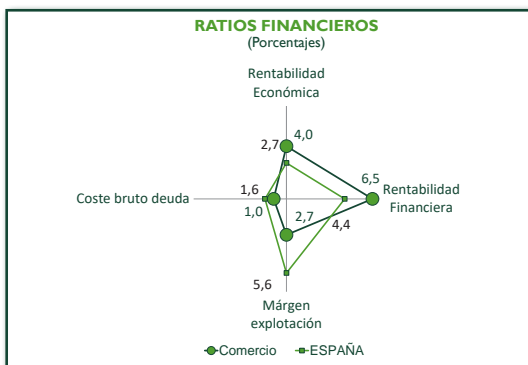 RATIOS FINANCIEROS
(Porcentajes)
Rentabilidad
Económica
2,7
4,0
6,5
Coste bruto deuda
1,6
1,0
2,7
4,4
Rentabilidad
Financiera
5,6
Márgen
explotación
Comercio
ESPAÑA